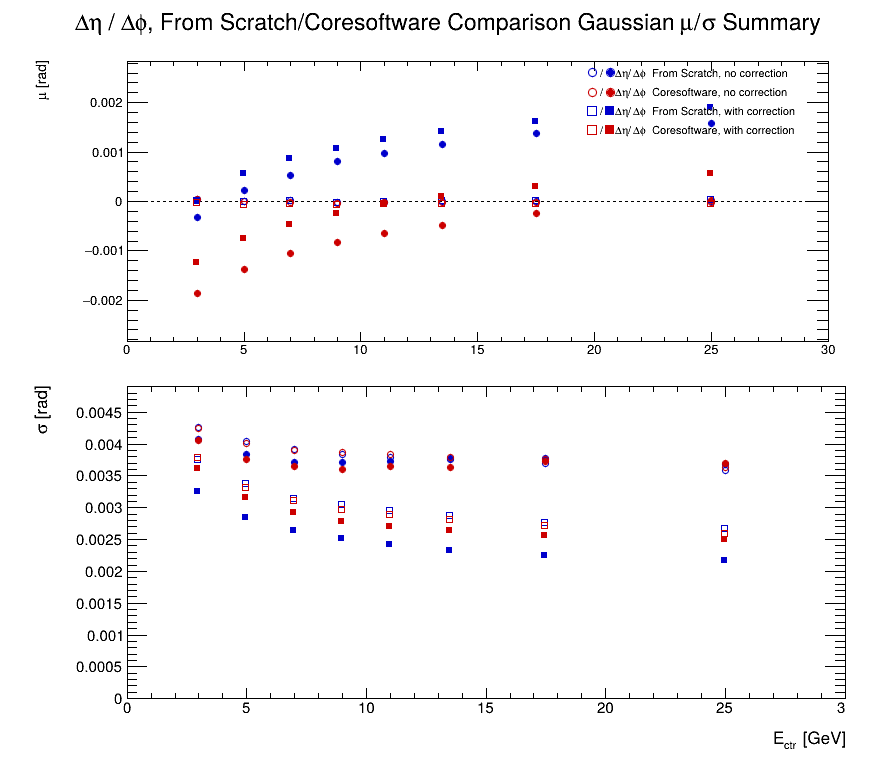 Δη / Δφ, From Scratch/Coresoftware Comparison Gaussian μ/σ Summary
μ [rad]
0.002
0.001
0
−0.001
−0.002
/ Δη/ Δφ From Scratch, no correction
/ Δη/ Δφ Coresoftware, no correction
/ Δη/ Δφ From Scratch, with correction
/ Δη/ Δφ Coresoftware, with correction
0 5 10 15 20 25 30
σ [rad]
0.0045
0.004
0.0035
0.003
0.0025
0.002
0.0015
0.001
0.0005
0
0 5 10 15 20 25 3
E_ctr [GeV]